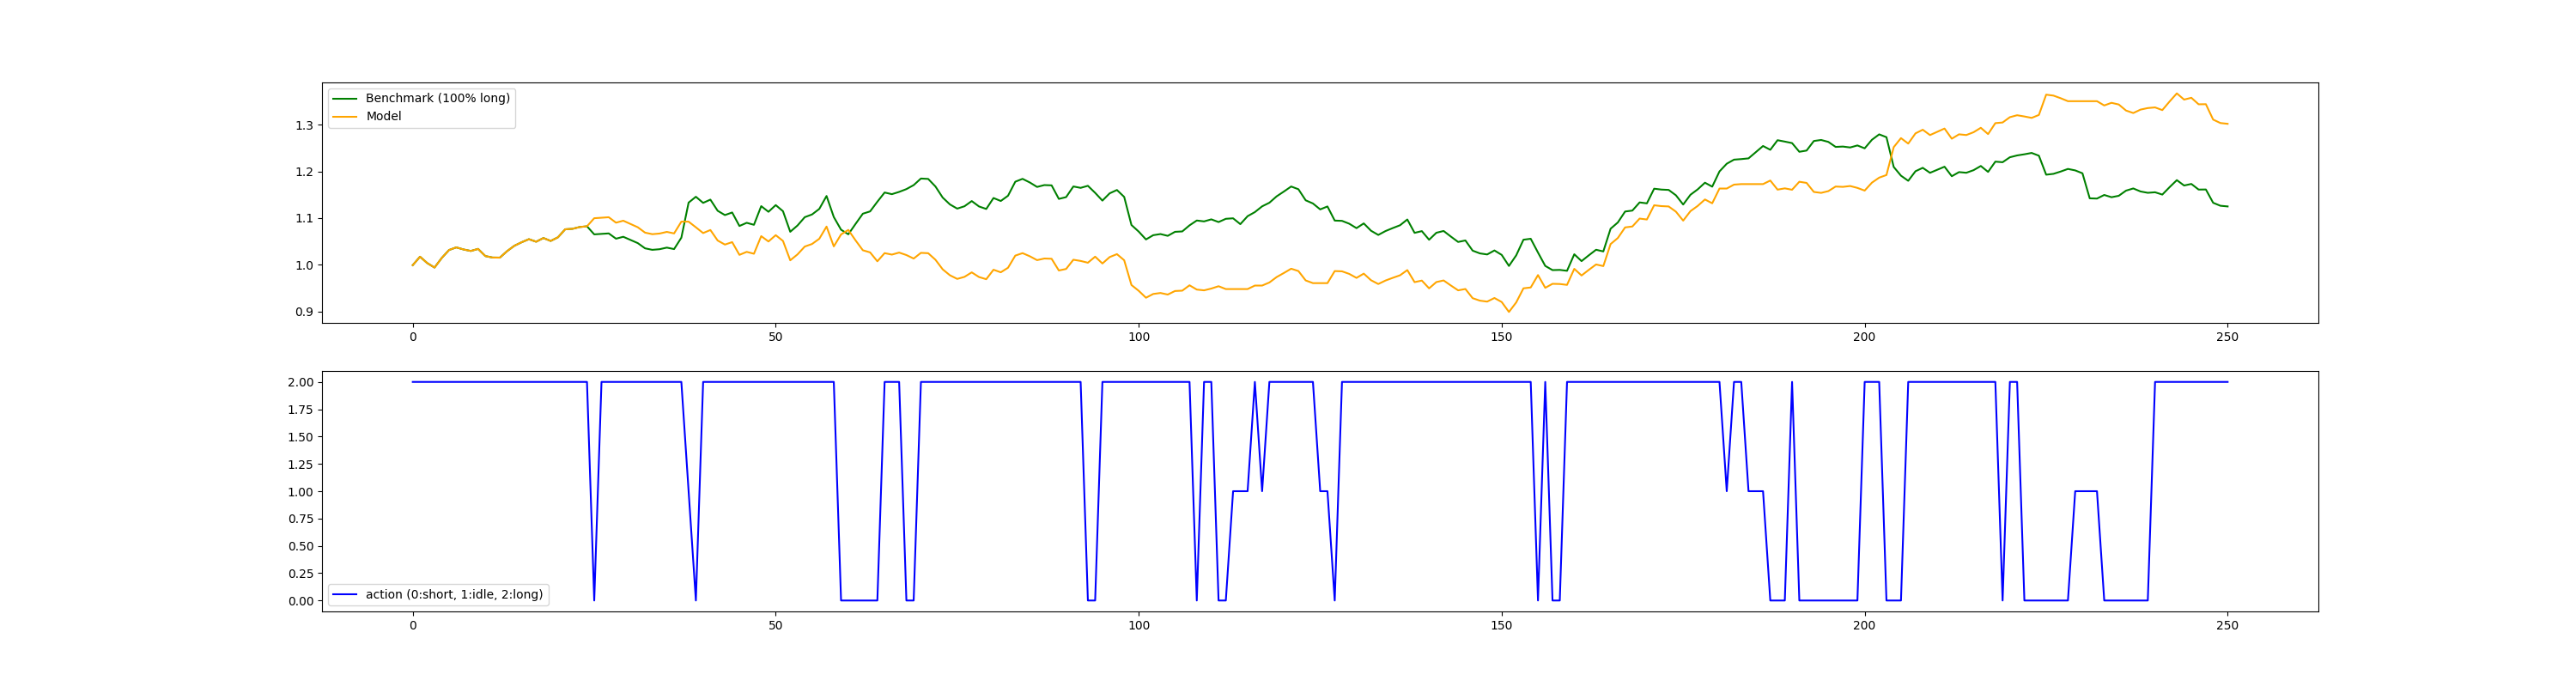 Benchmark (100% long)
Model
1.3
1.2
1.1
1.0
0.9
0 50 100 150 200 250
2.00
1.75
1.50
1.25
1.00
0.75
0.50
0.25
0.00
action (0:short, 1:idle, 2:long)
0 50 100 150 200 250